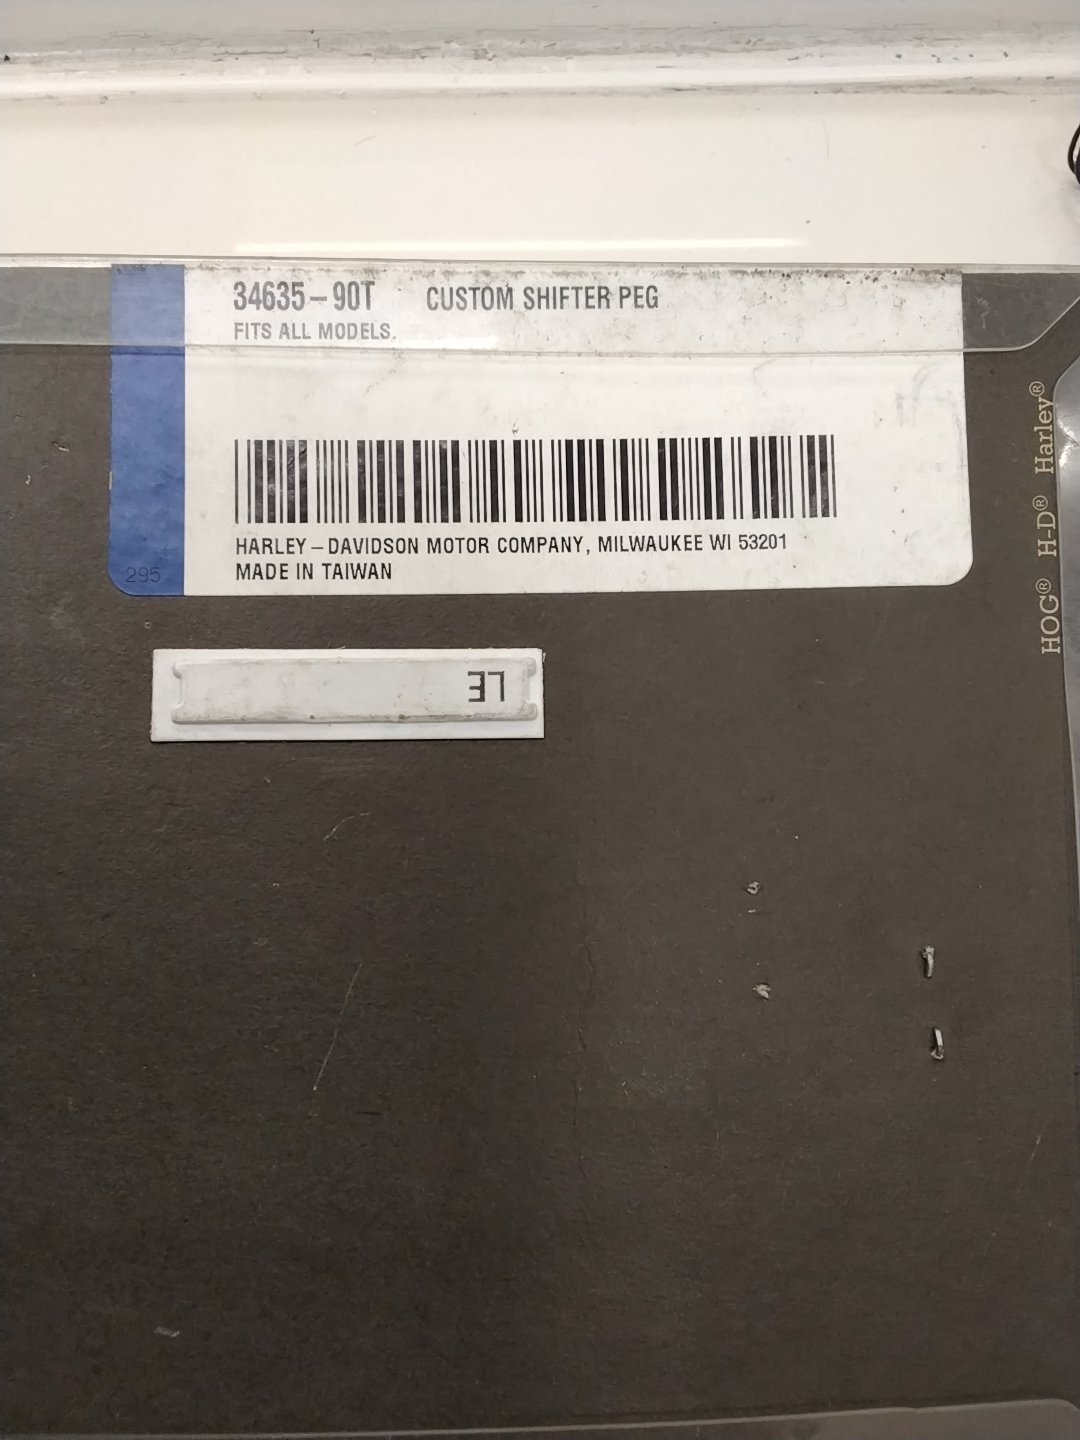 34635-90T CUSTOM SHIFTER PEG
FITS ALL MODELS.
HARLEY-DAVIDSON MOTOR COMPANY, MILWAUKEE WI 53201
MADE IN TAIWAN
295
LE
HOG® H-D® Harley®